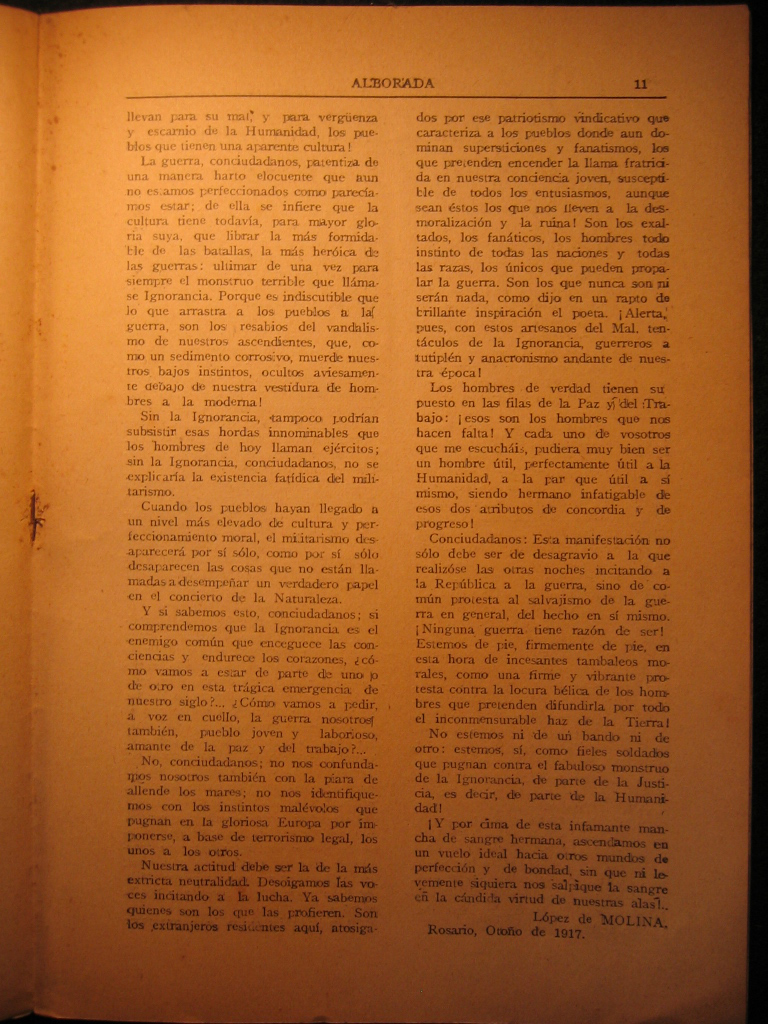 ALBORADA
11
llevan para su mal, y para vergüenza
y escarnio de la Humanidad, los pue-
blos que tienen una aparente cultura!
La guerra, conciudadanos, patentiza de
una manera harto elocuente que aun
no estamos perfeccionados como parecía-
mos estar; de ella se infiere que la
cultura tiene todavía, para mayor glo-
ria suya, que librar la más formida-
ble de las batallas, la más heróica de
las guerras: ultimar de una vez para
siempre el monstruo terrible que lláma-
se Ignorancia. Porque es indiscutible que
lo que arrastra a los pueblos a la
guerra, son los resabios del vandalis-
mo de nuestros ascendientes, que, co-
mo un sedimento corrosivo, muerde nues-
tros bajos instintos, ocultos aviesamen-
te debajo de nuestra vestidura de hom-
bres a la moderna!
Sin la Ignorancia, tampoco podrían
subsistir esas hordas innominables que
los hombres de hoy llaman ejércitos;
sin la Ignorancia, conciudadanos, no se
explicaría la existencia fatídica del mili-
tarismo.
Cuando los pueblos hayan llegado a
un nivel más elevado de cultura y per-
feccionamiento moral, el militarismo des-
aparecerá por sí sólo, como por sí sólo
desaparecen las cosas que no están lla-
madas a desempeñar un verdadero papel
en el concierto de la Naturaleza.
Y si sabemos esto, conciudadanos; si
comprendemos que la Ignorancia es el
enemigo común que enceguece las con-
ciencias y endurece los corazones, ¿có-
mo vamos a estar de parte de uno o
de otro en esta trágica emergencia de
nuestro siglo?... ¿Cómo vamos a pedir,
a voz en cuello, la guerra nosotros
también, pueblo joven y laborioso,
amante de la paz y del trabajo?...
No, conciudadanos; no nos confunda-
mos nosotros también con la piara de
allende los mares; no nos identifique-
mos con los instintos malévolos que
pugnan en la gloriosa Europa por im-
ponerse, a base de terrorismo legal, los
unos a los otros.
Nuestra actitud debe ser la de la más
extricta neutralidad. Desoigamos las vo-
ces incitando a la lucha. Ya sabemos
quienes son los que las profieren. Son
los extranjeros residentes aquí, atosiga-
dos por ese patriotismo vindicativo que
caracteriza a los pueblos donde aun do-
minan supersticiones y fanatismos, los
que pretenden encender la llama fratrici-
da en nuestra conciencia joven, suscepti-
ble de todos los entusiasmos, aunque
sean éstos los que nos lleven a la des-
moralización y la ruina! Son los exal-
tados, los fanáticos, los hombres todo
instinto de todas las naciones y todas
las razas, los únicos que pueden propa-
lar la guerra. Son los que nunca son ni
serán nada, como dijo en un rapto de
brillante inspiración el poeta. ¡Alerta,
pues, con estos artesanos del Mal, ten-
táculos de la Ignorancia, guerreros a
tutiplén y anacronismo andante de nues-
tra época!
Los hombres de verdad tienen su
puesto en las filas de la Paz y del Tra-
bajo: ¡esos son los hombres que nos
hacen falta! Y cada uno de vosotros
que me escucháis, pudiera muy bien ser
un hombre útil, perfectamente útil a la
Humanidad, a la par que útil a sí
mismo, siendo hermano infatigable de
esos dos atributos de concordia y de
progreso!
Conciudadanos: Esta manifestación no
sólo debe ser de desagravio a la que
realizóse las otras noches incitando a
la República a la guerra, sino de co-
mún protesta al salvajismo de la gue-
rra en general, del hecho en sí mismo.
¡Ninguna guerra tiene razón de ser!
Estemos de pie, firmemente de pie, en
esta hora de incesantes tambaleos mo-
rales, como una firme y vibrante pro-
testa contra la locura bélica de los hom-
bres que pretenden difundirla por todo
el inconmensurable haz de la Tierra!
No estemos ni de un bando ni de
otro: estemos, sí, como fieles soldados
que pugnan contra el fabuloso monstruo
de la Ignorancia, de parte de la Justi-
cia, es decir, de parte de la Humani-
dad!
¡Y por cima de esta infamante man-
cha de sangre hermana, ascendamos en
un vuelo ideal hacia otros mundos de
perfección y de bondad, sin que ni le-
vemente siquiera nos salpique la sangre
en la cándida virtud de nuestras alas!..
López de MOLINA.
Rosario, Otoño de 1917.